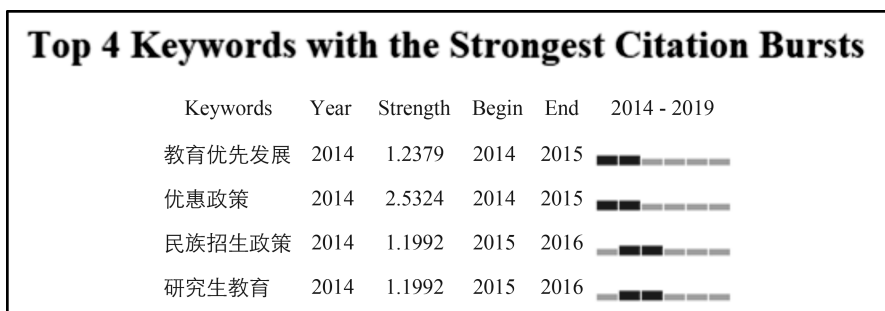 Top 4 Keywords with the Strongest Citation Bursts
Keywords Year Strength Begin End 2014 - 2019
教育优先发展 2014 1.2379 2014 2015
优惠政策 2014 2.5324 2014 2015
民族招生政策 2014 1.1992 2015 2016
研究生教育 2014 1.1992 2015 2016